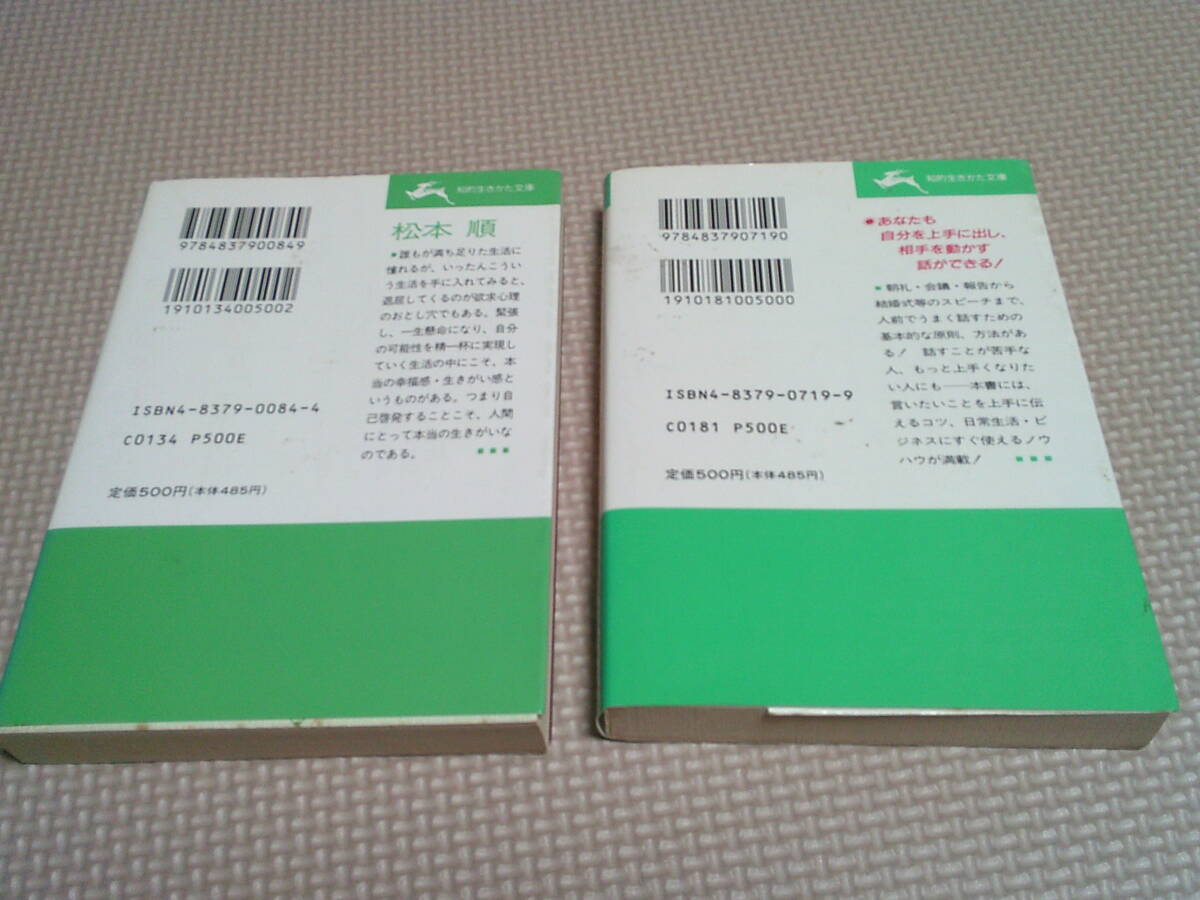 知的生きかた文庫
9784837900849
1910134005002
ISBN4-8379-0084-4
C0134 P500E
定価500円(本体485円)
松本 順
■誰もが満ち足りた生活に
憧れるが、いったんこうい
う生活を手に入れてみると、
退屈してくるのが欲求心理
のおとし穴でもある。緊張
し、一生懸命になり、自分
の可能性を精一杯に実現し
ていく生活の中にこそ、本
当の幸福感・生きがい感と
いうものがある。つまり自
己啓発することこそ、人間
にとって本当の生きがいな
のである。
知的生きかた文庫
9784837907190
1910181005000
ISBN4-8379-0719-9
C0181 P500E
定価500円(本体485円)
●あなたも
自分を上手に出し、
相手を動かす
話ができる!
■朝礼・会議・報告から
結婚式等のスピーチまで、
人前でうまく話すための
基本的な原則、方法があ
る! 話すことが苦手な
人、もっと上手くなりた
い人にも──本書には、
言いたいことを上手に伝
えるコツ、日常生活・ビ
ジネスにすぐ使えるノウ
ハウが満載!